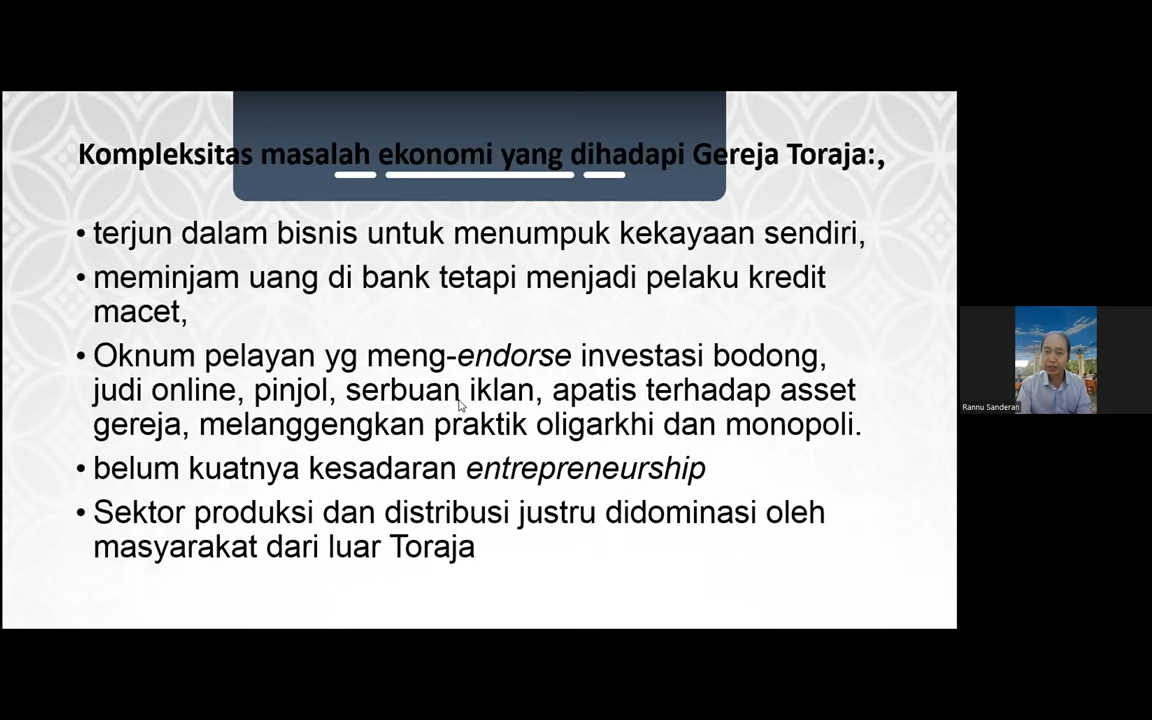 Kompleksitas masalah ekonomi yang dihadapi Gereja Toraja:,
• terjun dalam bisnis untuk menumpuk kekayaan sendiri,
• meminjam uang di bank tetapi menjadi pelaku kredit
macet,
• Oknum pelayan yg meng-endorse investasi bodong,
judi online, pinjol, serbuan iklan, apatis terhadap asset
gereja, melanggengkan praktik oligarkhi dan monopoli.
• belum kuatnya kesadaran entrepreneurship
• Sektor produksi dan distribusi justru didominasi oleh
masyarakat dari luar Toraja
Rannu Sanderan